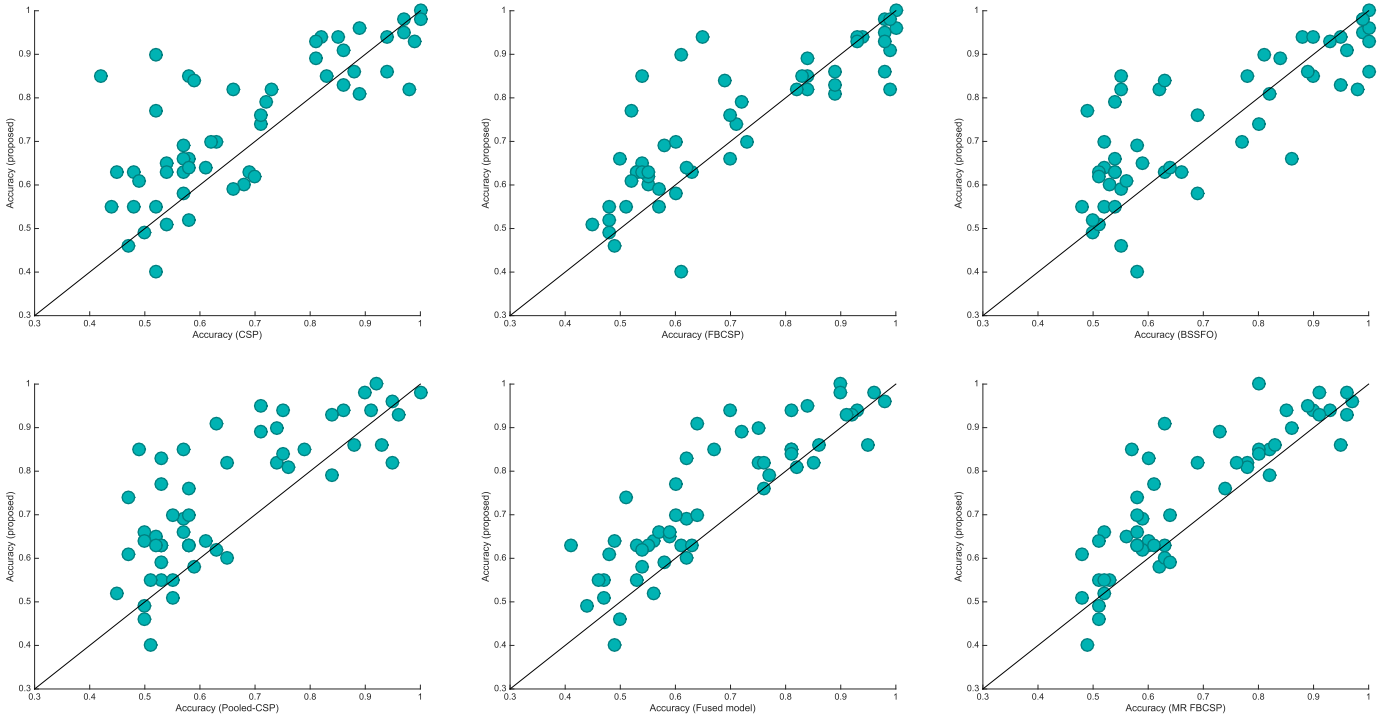 Accuracy (proposed)
1
0.9
0.8
0.7
0.6
0.5
0.4
0.3
0.3 0.4 0.5 0.6 0.7 0.8 0.9 1
Accuracy (CSP)
Accuracy (proposed)
1
0.9
0.8
0.7
0.6
0.5
0.4
0.3
0.3 0.4 0.5 0.6 0.7 0.8 0.9 1
Accuracy (FBCSP)
Accuracy (proposed)
1
0.9
0.8
0.7
0.6
0.5
0.4
0.3
0.3 0.4 0.5 0.6 0.7 0.8 0.9 1
Accuracy (BSSFO)
Accuracy (proposed)
1
0.9
0.8
0.7
0.6
0.5
0.4
0.3
0.3 0.4 0.5 0.6 0.7 0.8 0.9 1
Accuracy (Pooled-CSP)
Accuracy (proposed)
1
0.9
0.8
0.7
0.6
0.5
0.4
0.3
0.3 0.4 0.5 0.6 0.7 0.8 0.9 1
Accuracy (Fused model)
Accuracy (proposed)
1
0.9
0.8
0.7
0.6
0.5
0.4
0.3
0.3 0.4 0.5 0.6 0.7 0.8 0.9 1
Accuracy (MR FBCSP)